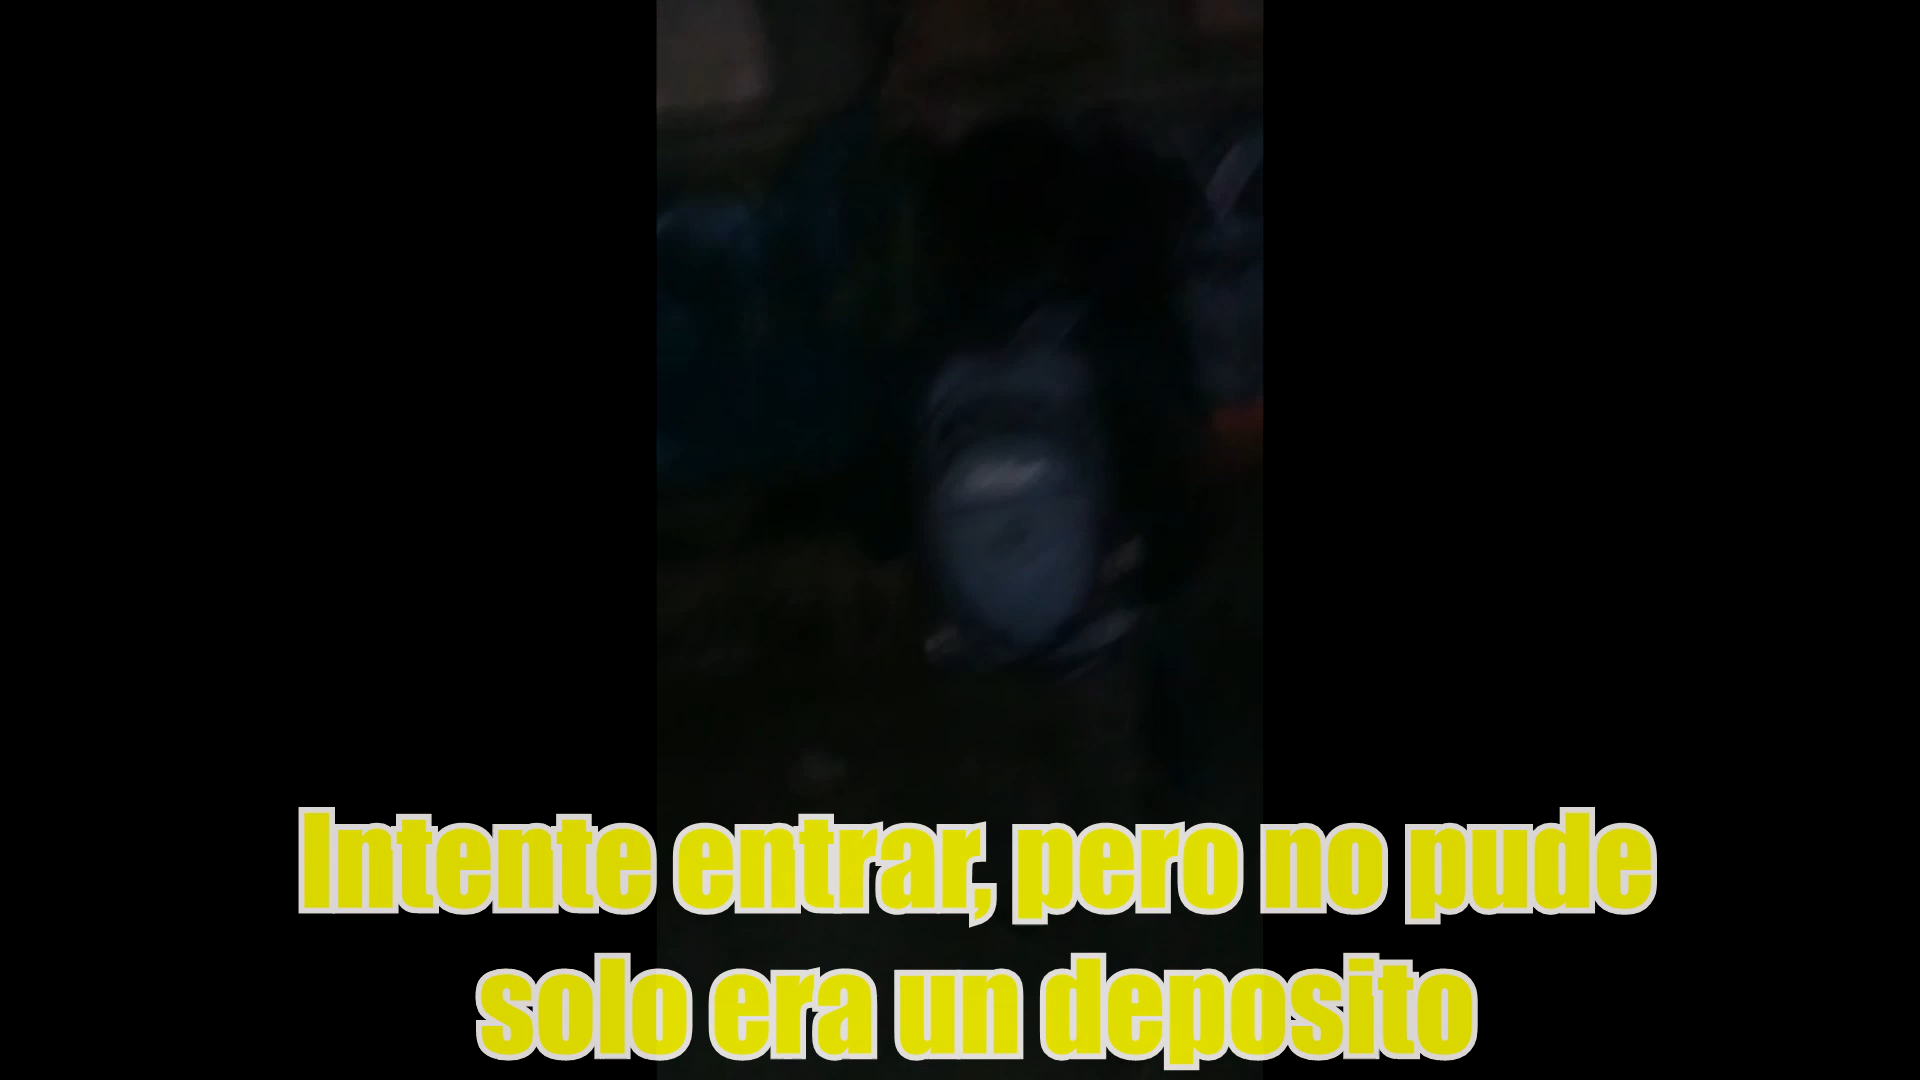 Intente entrar, pero no pude
solo era un deposito